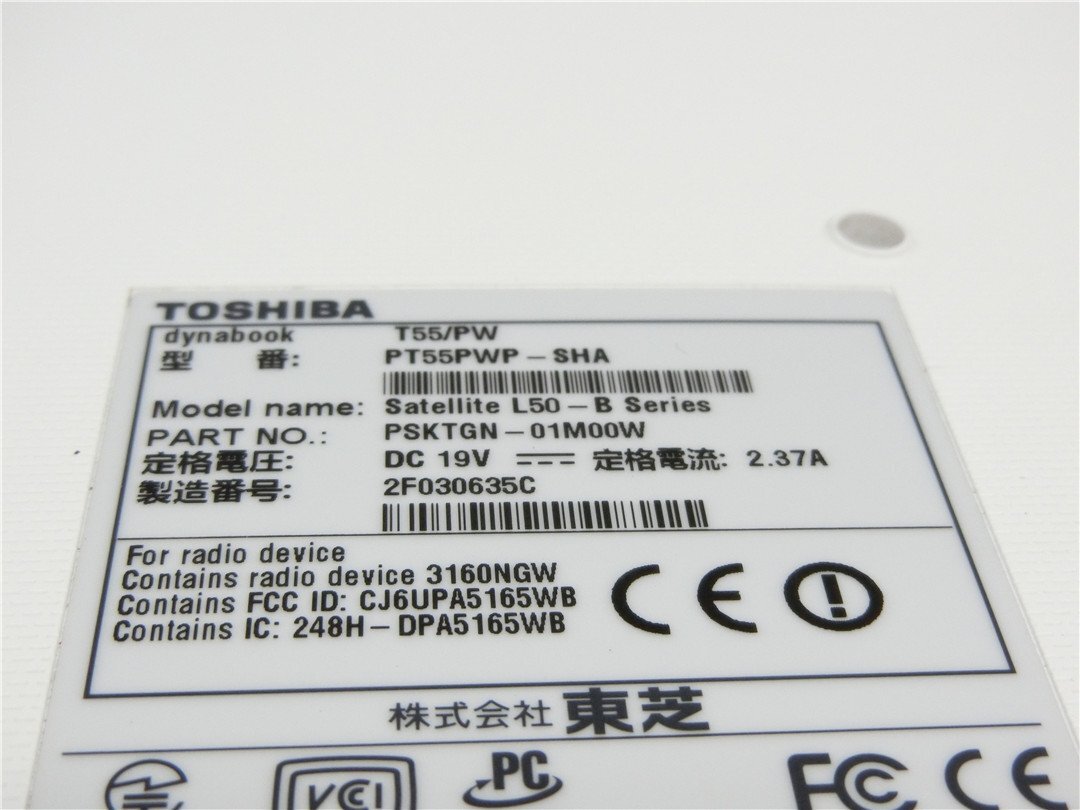 TOSHIBA
dynabook T55/PW
型 番: PT55PWP-SHA
Model name: Satellite L50-B Series
PART NO.: PSKTGN-01M00W
定格電圧: DC 19V 定格電流: 2.37A
製造番号: 2F030635C
For radio device
Contains radio device 3160NGW
Contains FCC ID: CJ6UPA5165WB
Contains IC: 248H-DPA5165WB
CE
株式会社 東芝
VCCI PC FC CE